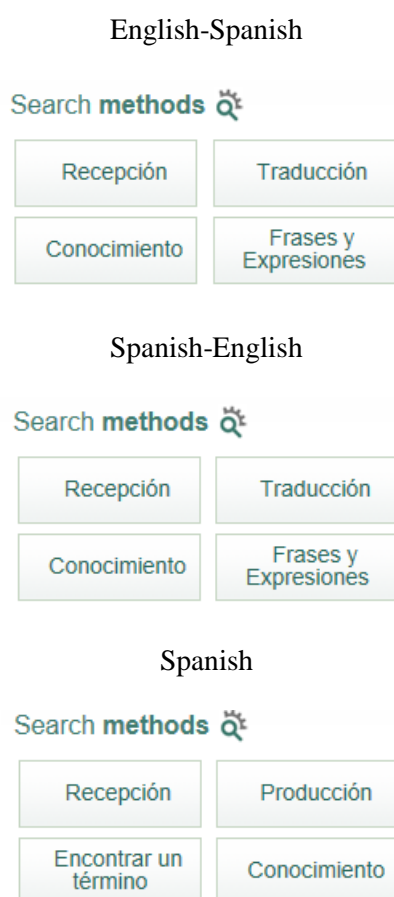 English-Spanish
Search methods
Recepción
Traducción
Conocimiento
Frases y
Expresiones
Spanish-English
Search methods
Recepción
Traducción
Conocimiento
Frases y
Expresiones
Spanish
Search methods
Recepción
Producción
Encontrar un
término
Conocimiento